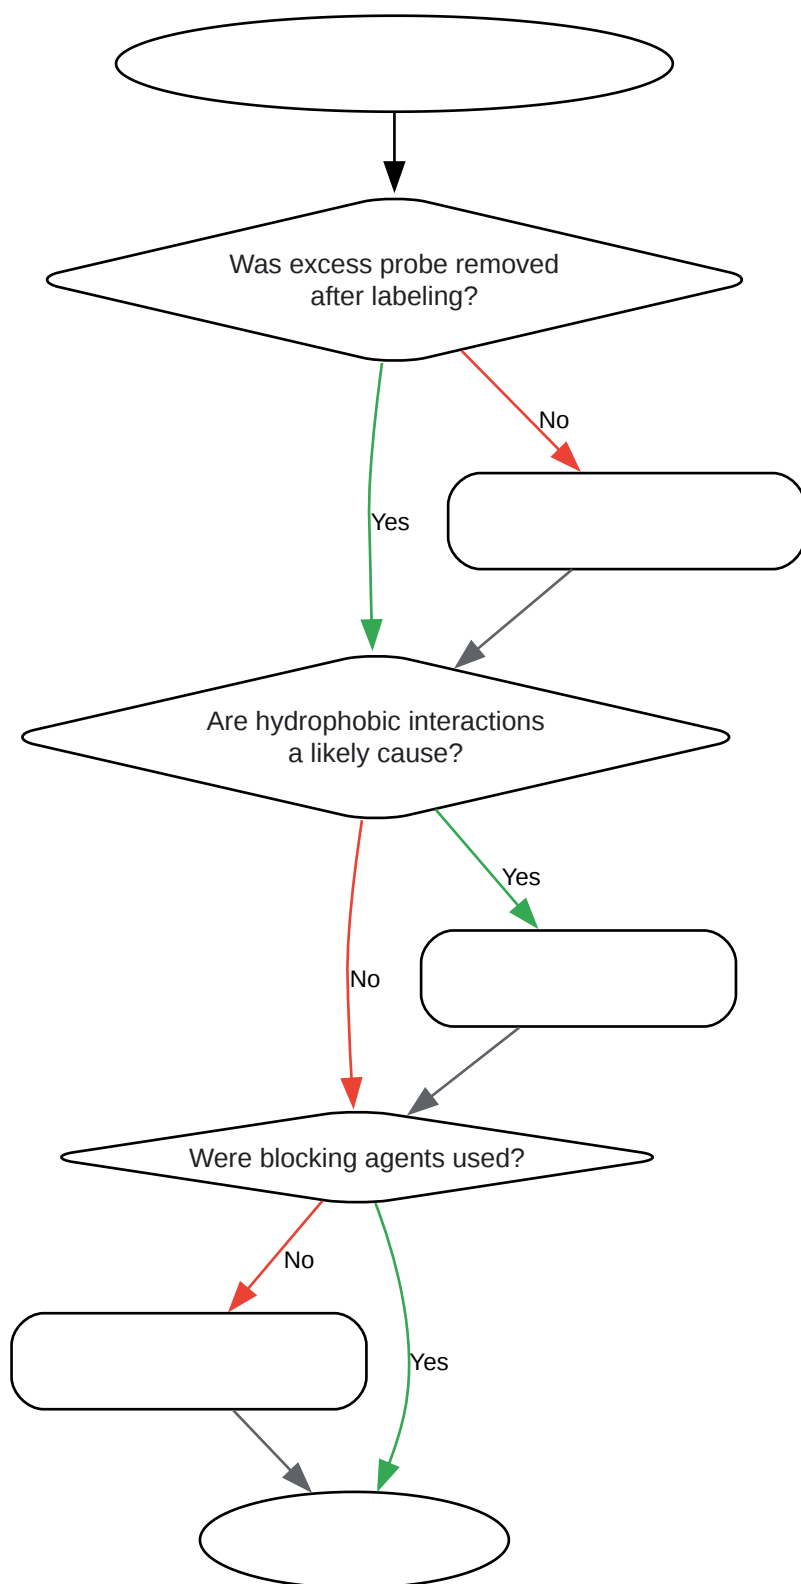 Was excess probe removed
after labeling?
No
Yes
Are hydrophobic interactions
a likely cause?
Yes
No
Were blocking agents used?
No
Yes